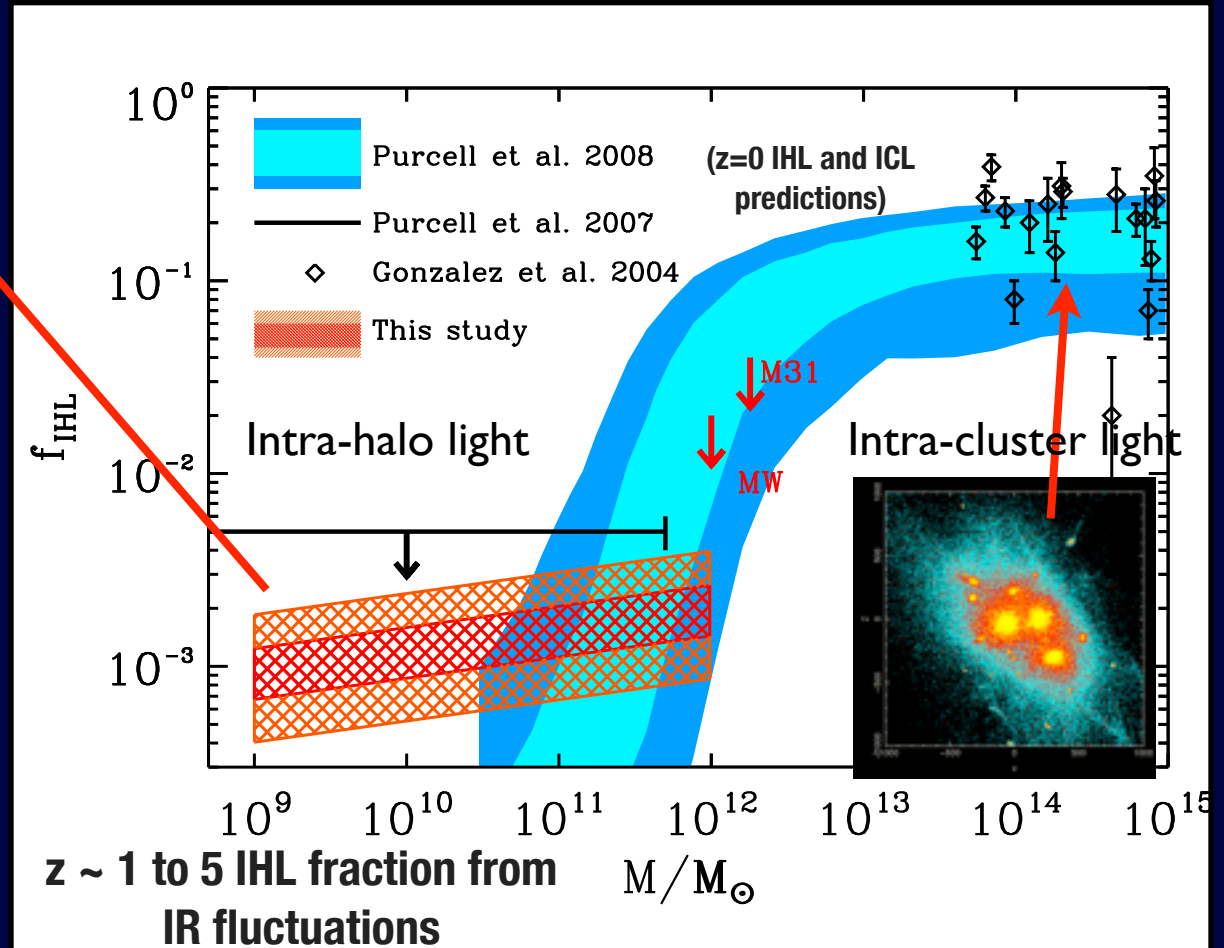 10⁰
10⁻¹
10⁻²
10⁻³
f_IHL
Purcell et al. 2008
Purcell et al. 2007
Gonzalez et al. 2004
This study
(z=0 IHL and ICL
predictions)
M31
MW
Intra-halo light
Intra-cluster light
10⁹
10¹⁰
10¹¹
10¹²
10¹³
10¹⁴
10¹⁵
M/M☉
z ~ 1 to 5 IHL fraction from
IR fluctuations